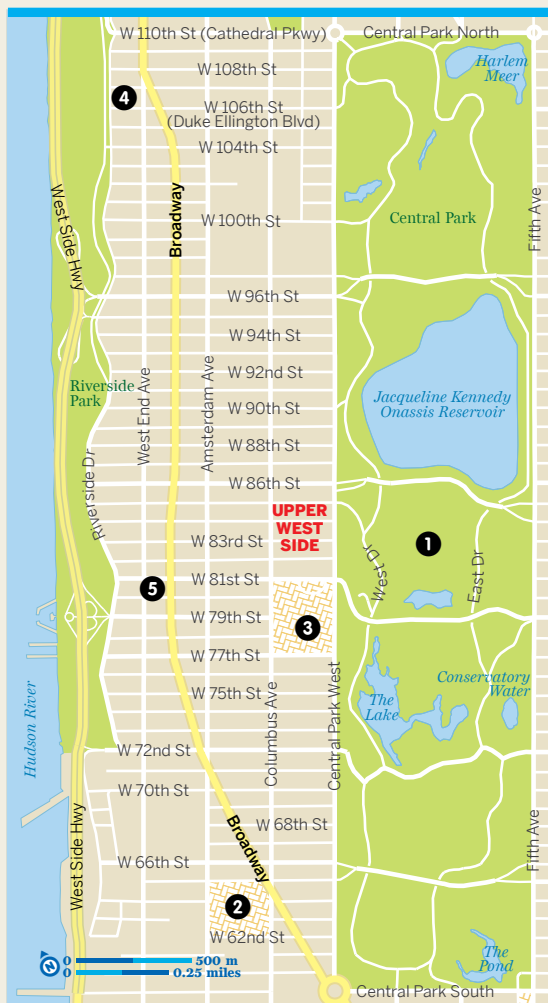 W 110th St (Cathedral Pkwy)
Central Park North
W 108th St
Harlem
Meer
4
W 106th St
(Duke Ellington Blvd)
W 104th St
West Side Hwy
Broadway
W 100th St
Central Park
Fifth Ave
W 96th St
W 94th St
Riverside
Park
West End Ave
Amsterdam Ave
W 92nd St
W 90th St
Jacqueline Kennedy
Onassis Reservoir
W 88th St
W 86th St
Riverside Dr
UPPER
WEST
SIDE
W 83rd St
1
West Dr
East Dr
5
W 81st St
W 79th St
3
W 77th St
W 75th St
Columbus Ave
Central Park West
The
Lake
Conservatory
Water
Hudson River
W 72nd St
W 70th St
Broadway
W 68th St
West Side Hwy
W 66th St
Fifth Ave
2
W 62nd St
The
Pond
N
0 500 m
0 0.25 miles
Central Park South